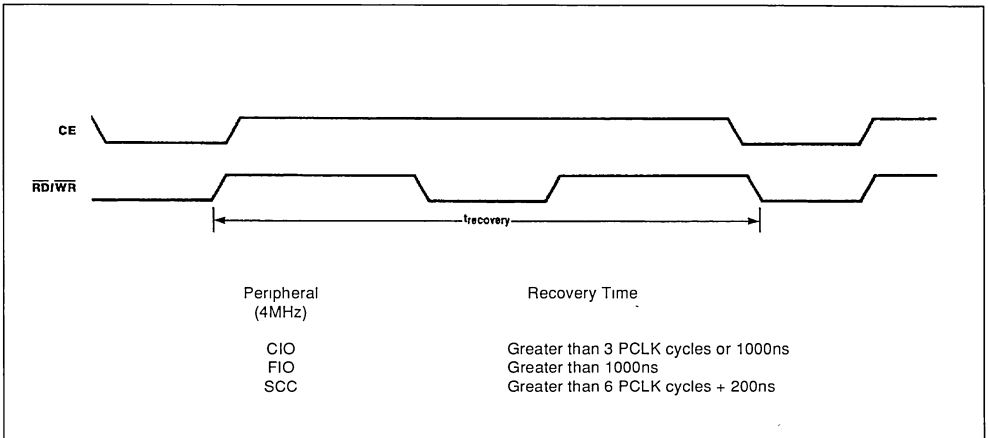 CE
RD/WR
trecovery
Peripheral Recovery Time
(4MHz)
CIO Greater than 3 PCLK cycles or 1000ns
FIO Greater than 1000ns
SCC Greater than 6 PCLK cycles + 200ns